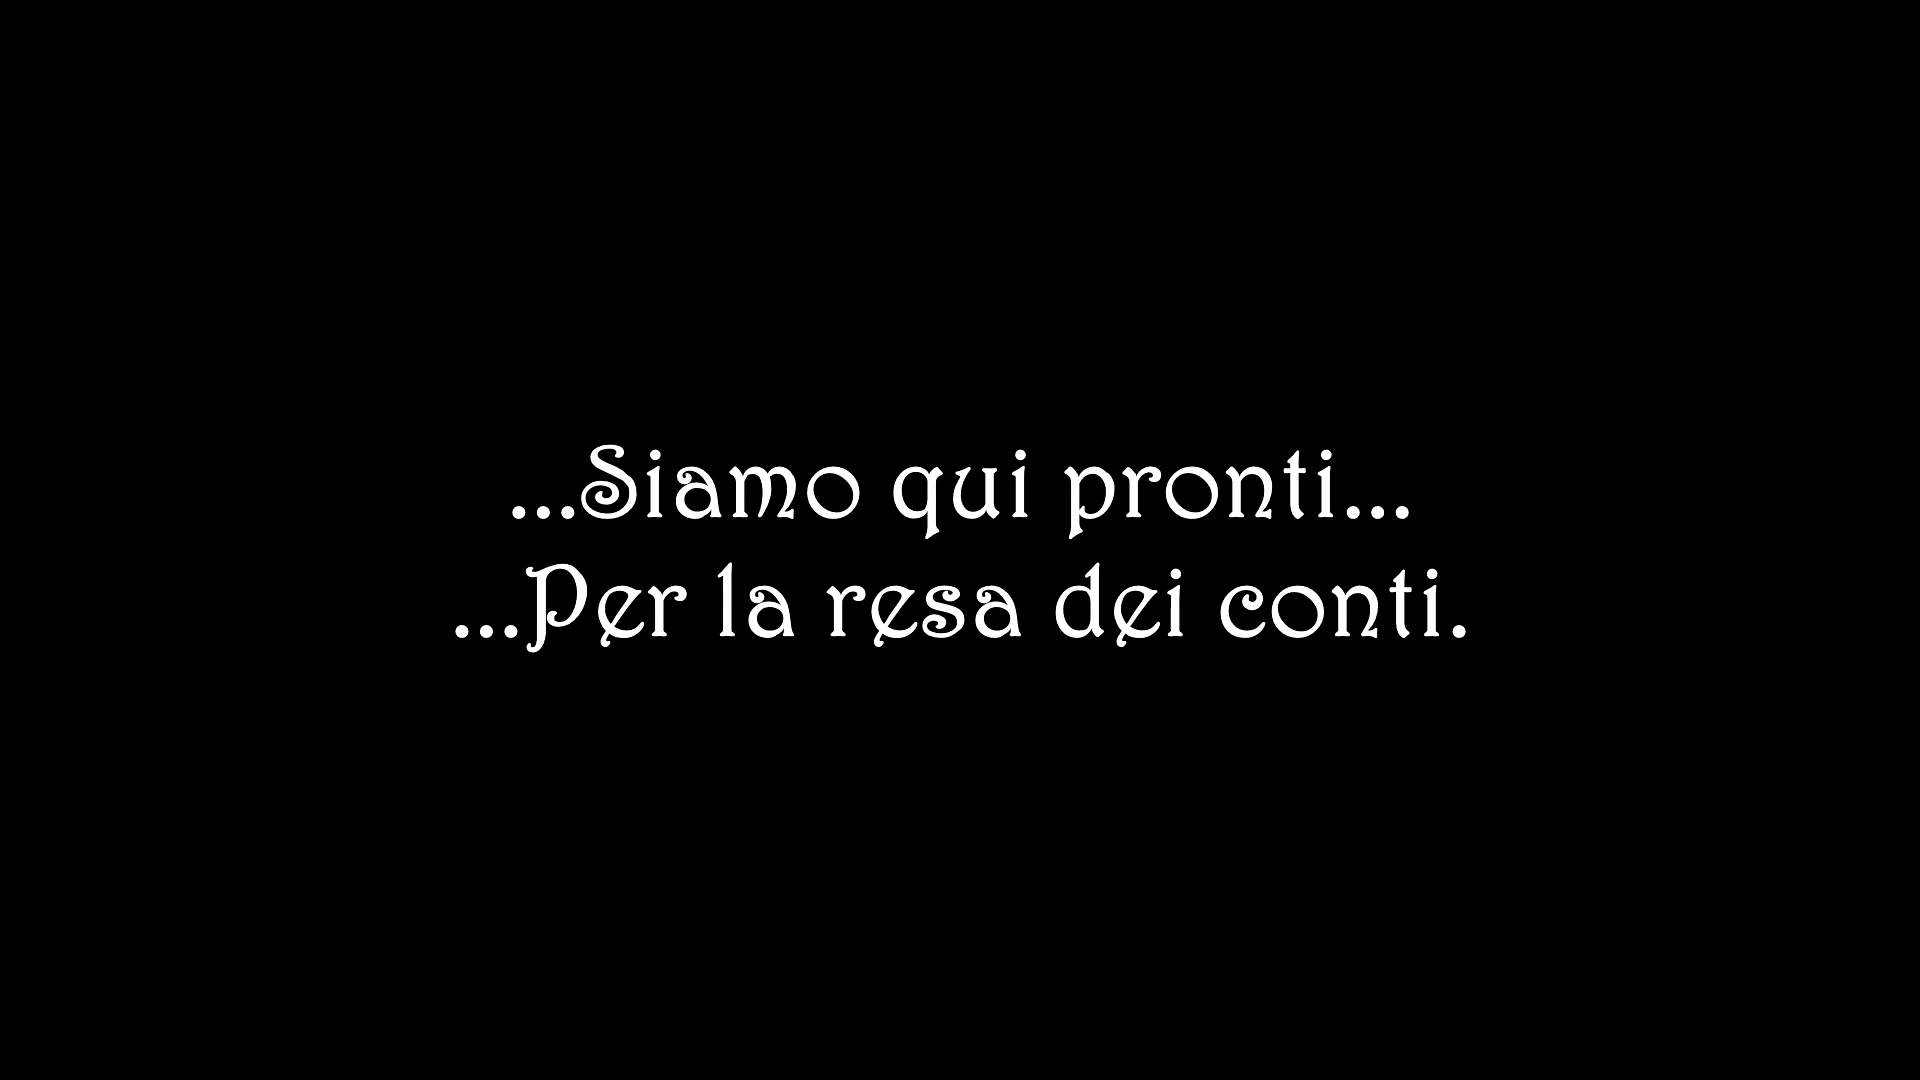 ...Siamo qui pronti...
...Per la resa dei conti.